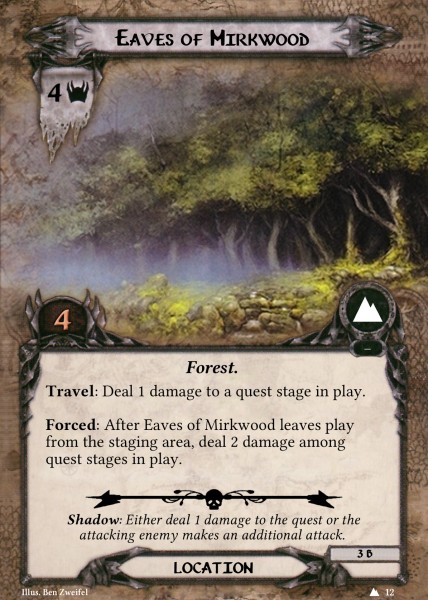 Eaves of Mirkwood
4
4
–
Forest.
Travel: Deal 1 damage to a quest stage in play.
Forced: After Eaves of Mirkwood leaves play
from the staging area, deal 2 damage among
quest stages in play.
Shadow: Either deal 1 damage to the quest or the
attacking enemy makes an additional attack.
3 B
LOCATION
Illus. Ben Zweifel
12